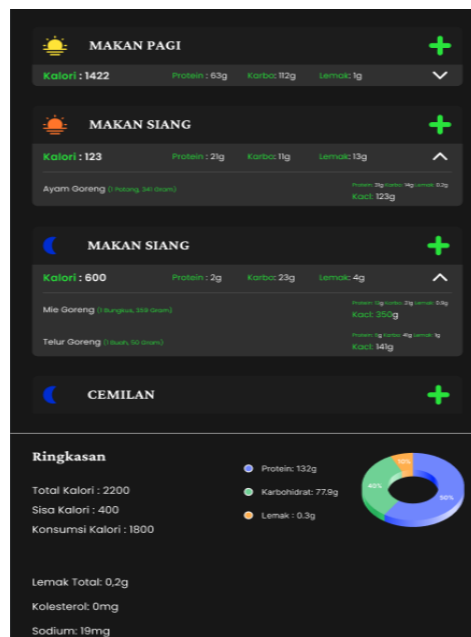 MAKAN PAGI
Kalori : 1422 Protein : 63g Karbo: 112g Lemak: 1g
MAKAN SIANG
Kalori : 123 Protein : 21g Karbo: 11g Lemak: 13g
Ayam Goreng (1 Potong, 341 Gram)
Kacl: 123g
MAKAN SIANG
Kalori : 600 Protein : 2g Karbo: 23g Lemak: 4g
Mie Goreng (1 Bungkus, 359 Gram)
Kacl: 350g
Telur Goreng (1 Buah, 50 Gram)
Kacl: 141g
CEMILAN
Ringkasan
Total Kalori : 2200
Sisa Kalori : 400
Konsumsi Kalori : 1800
Protein: 132g
Karbohidrat: 77.9g
Lemak : 0.3g
10%
40%
50%
Lemak Total: 0,2g
Kolesterol: 0mg
Sodium: 19mg